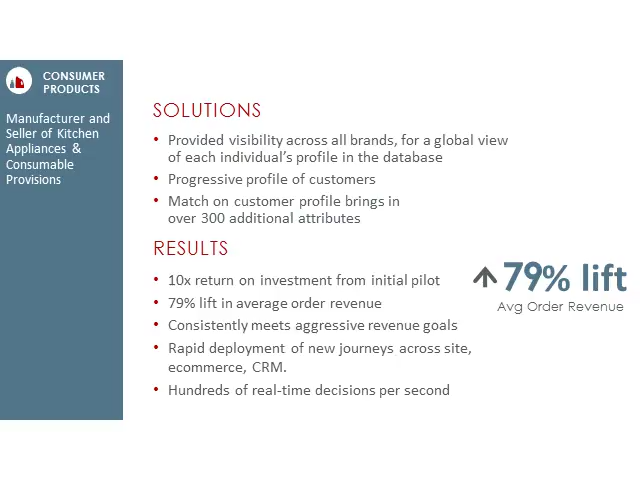 CONSUMER
PRODUCTS
Manufacturer and
Seller of Kitchen
Appliances &
Consumable
Provisions
SOLUTIONS
• Provided visibility across all brands, for a global view
of each individual’s profile in the database
• Progressive profile of customers
• Match on customer profile brings in
over 300 additional attributes
RESULTS
• 10x return on investment from initial pilot
• 79% lift in average order revenue
• Consistently meets aggressive revenue goals
• Rapid deployment of new journeys across site,
ecommerce, CRM.
• Hundreds of real-time decisions per second
79% lift
Avg Order Revenue